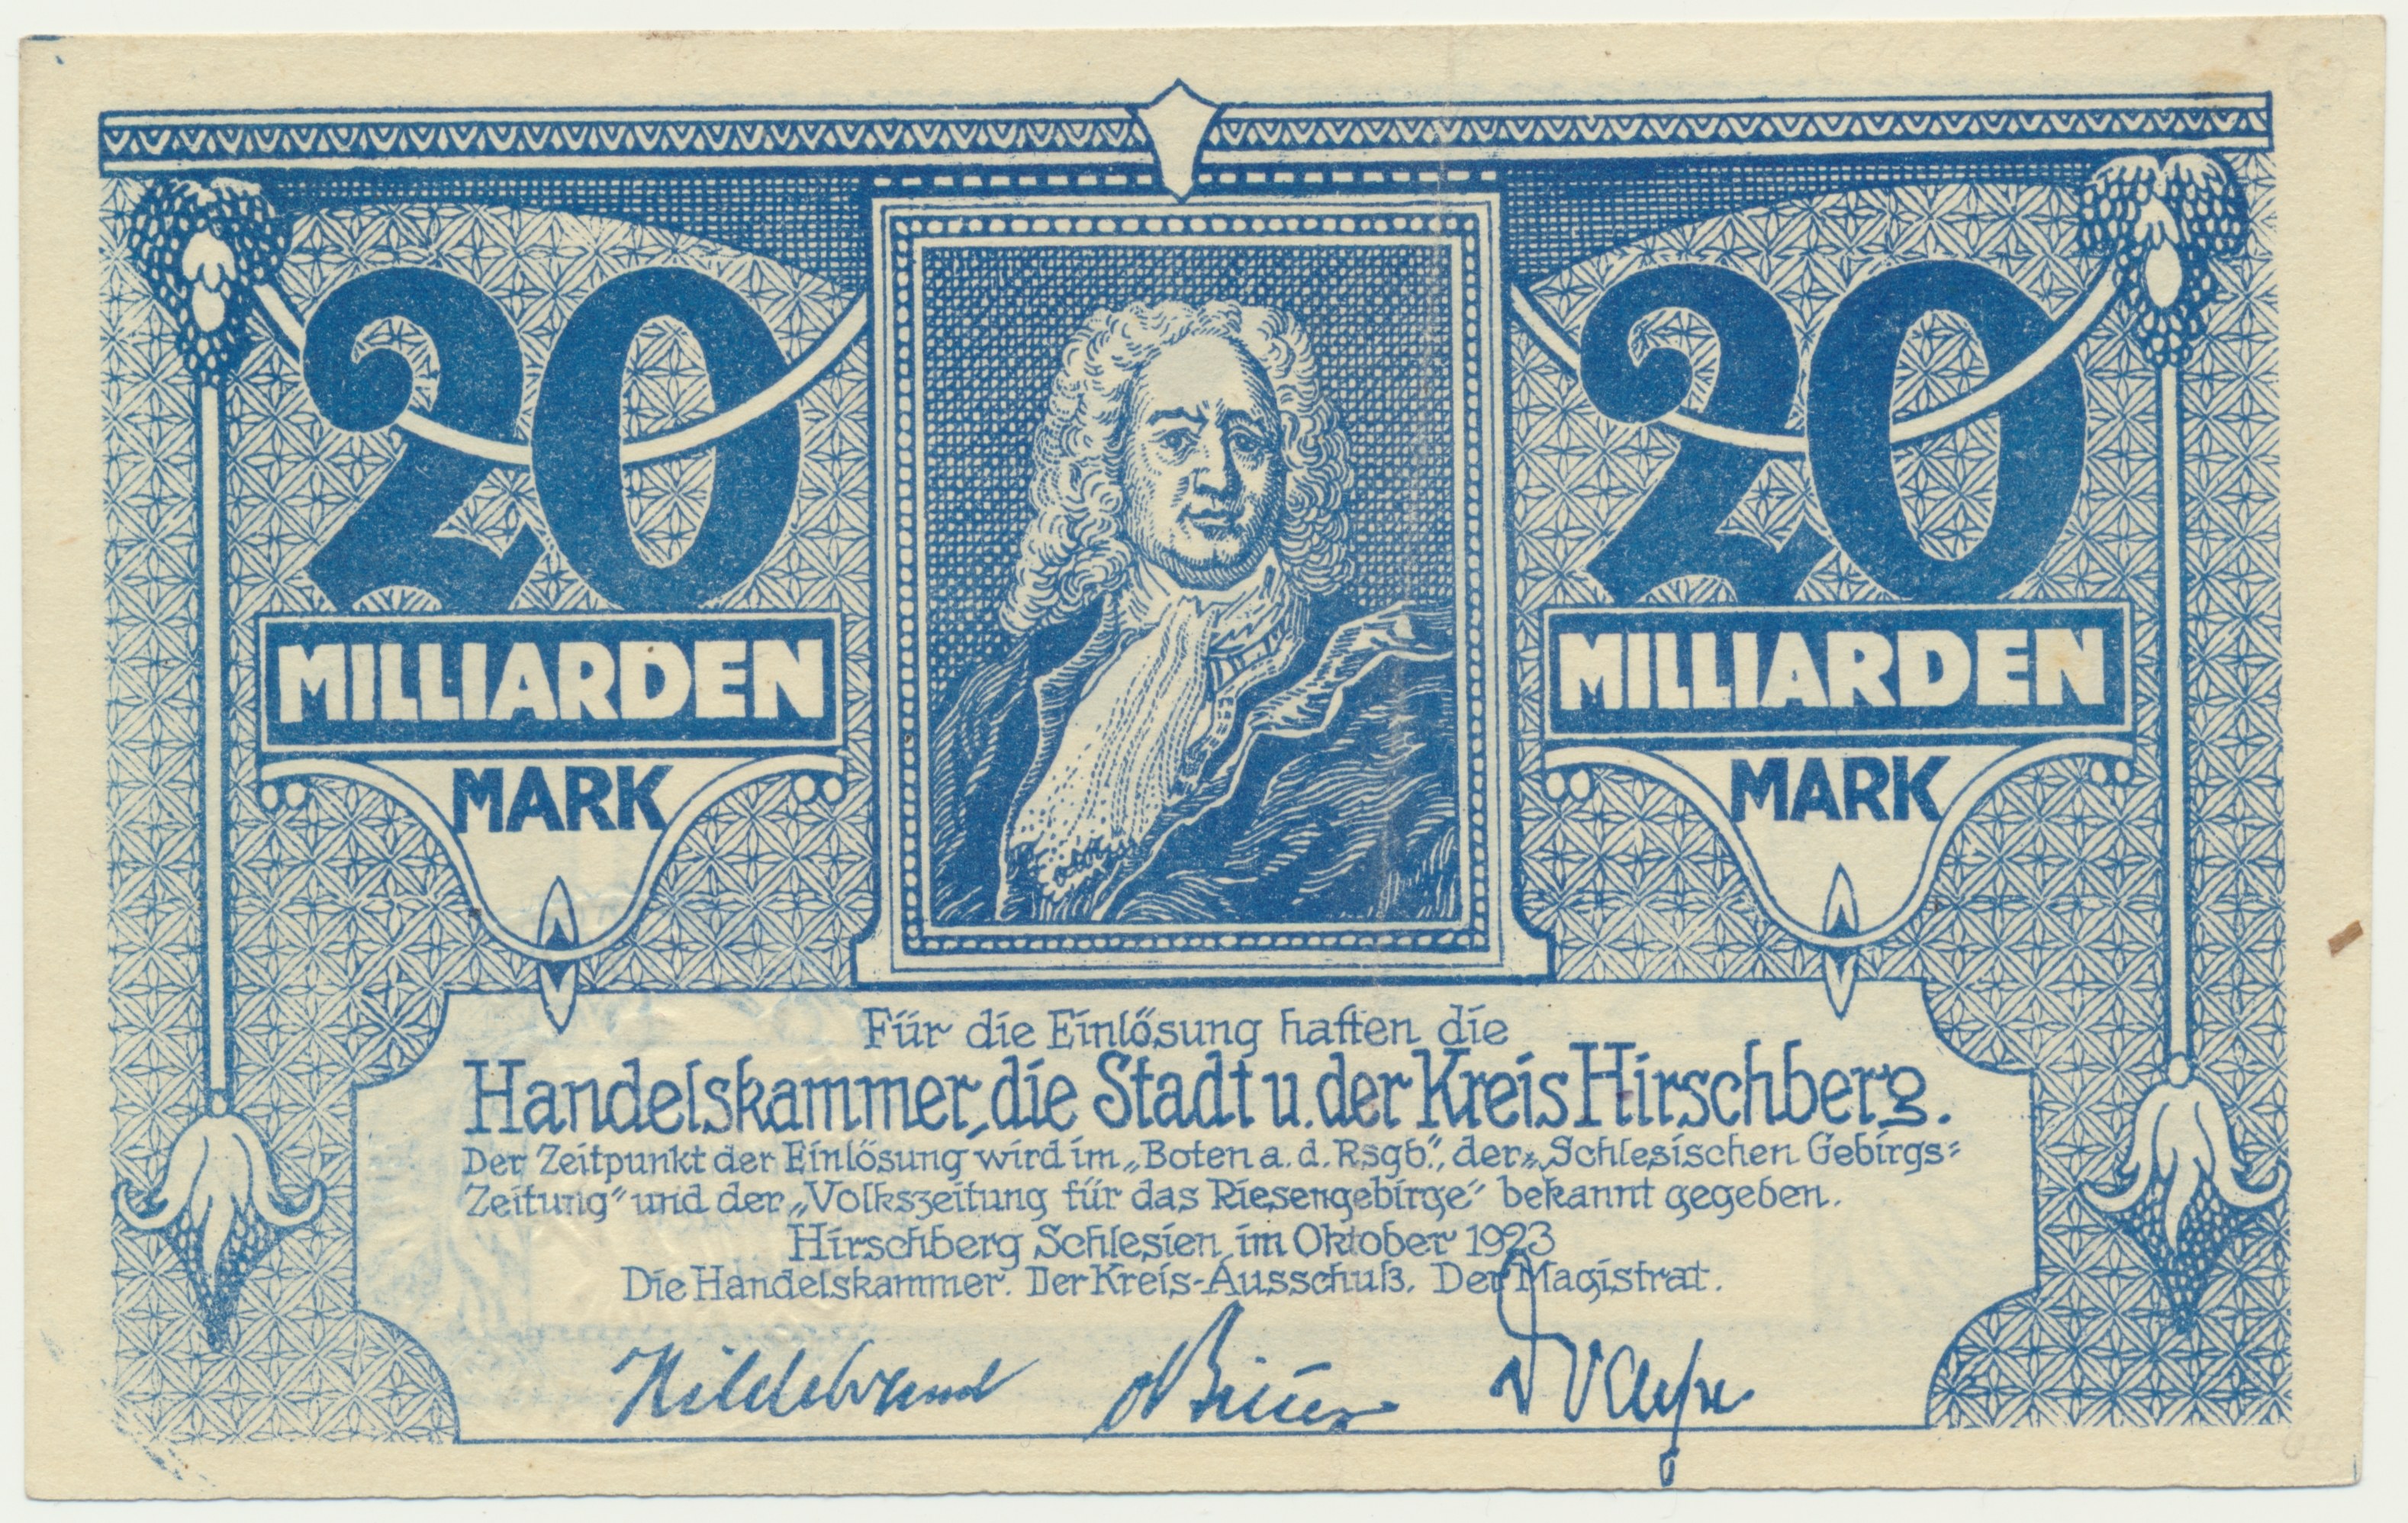 20
MILLIARDEN
MARK
20
MILLIARDEN
MARK
Für die Einlösung haften die
Handelskammer, die Stadt u. der Kreis Hirschberg.
Der Zeitpunkt der Einlösung wird im „Boten a. d. Rsgb.“, der „Schlesischen Gebirgs=
Zeitung“ und der „Volkszeitung für das Riesengebirge“ bekannt gegeben.
Hirschberg Schlesien, im Oktober 1923
Die Handelskammer. Der Kreis-Ausschuß. Der Magistrat.
Hildebrand